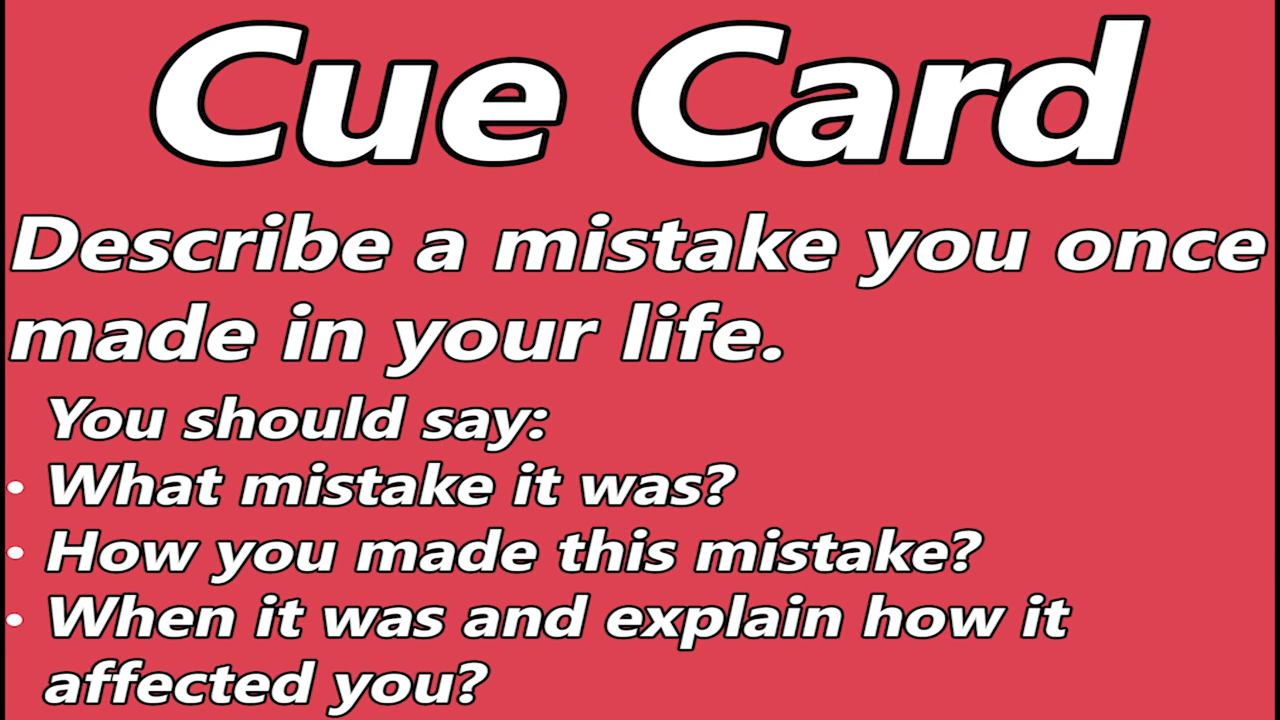 Cue Card
Describe a mistake you once
made in your life.
You should say:
• What mistake it was?
• How you made this mistake?
• When it was and explain how it
affected you?